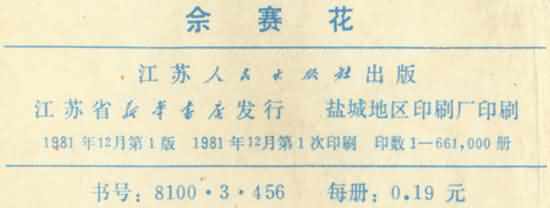 佘赛花
江苏人民出版社出版
江苏省新华书店发行 盐城地区印刷厂印刷
1981年12月第1版 1981年12月第1次印刷 印数1—661,000册
书号：8100·3·456 每册：0.19元